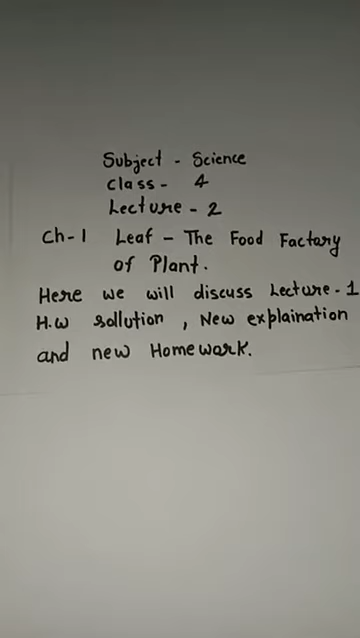 Subject - Science
Class - 4
Lecture - 2
Ch-1 Leaf - The Food Factory
of Plant.
Here we will discuss Lecture - 1
H.w sollution , New explaination
and new Homework.